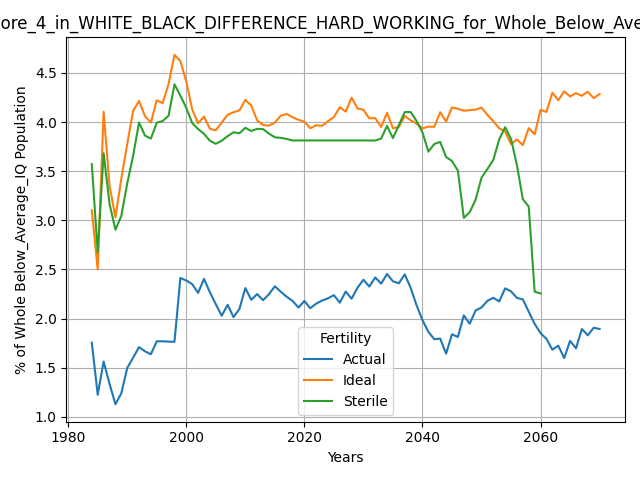 ore_4_in_WHITE_BLACK_DIFFERENCE_HARD_WORKING_for_Whole_Below_Ave
% of Whole Below_Average_IQ Population
4.5
4.0
3.5
3.0
2.5
2.0
1.5
1.0
Fertility
Actual
Ideal
Sterile
1980
2000
2020
2040
2060
Years